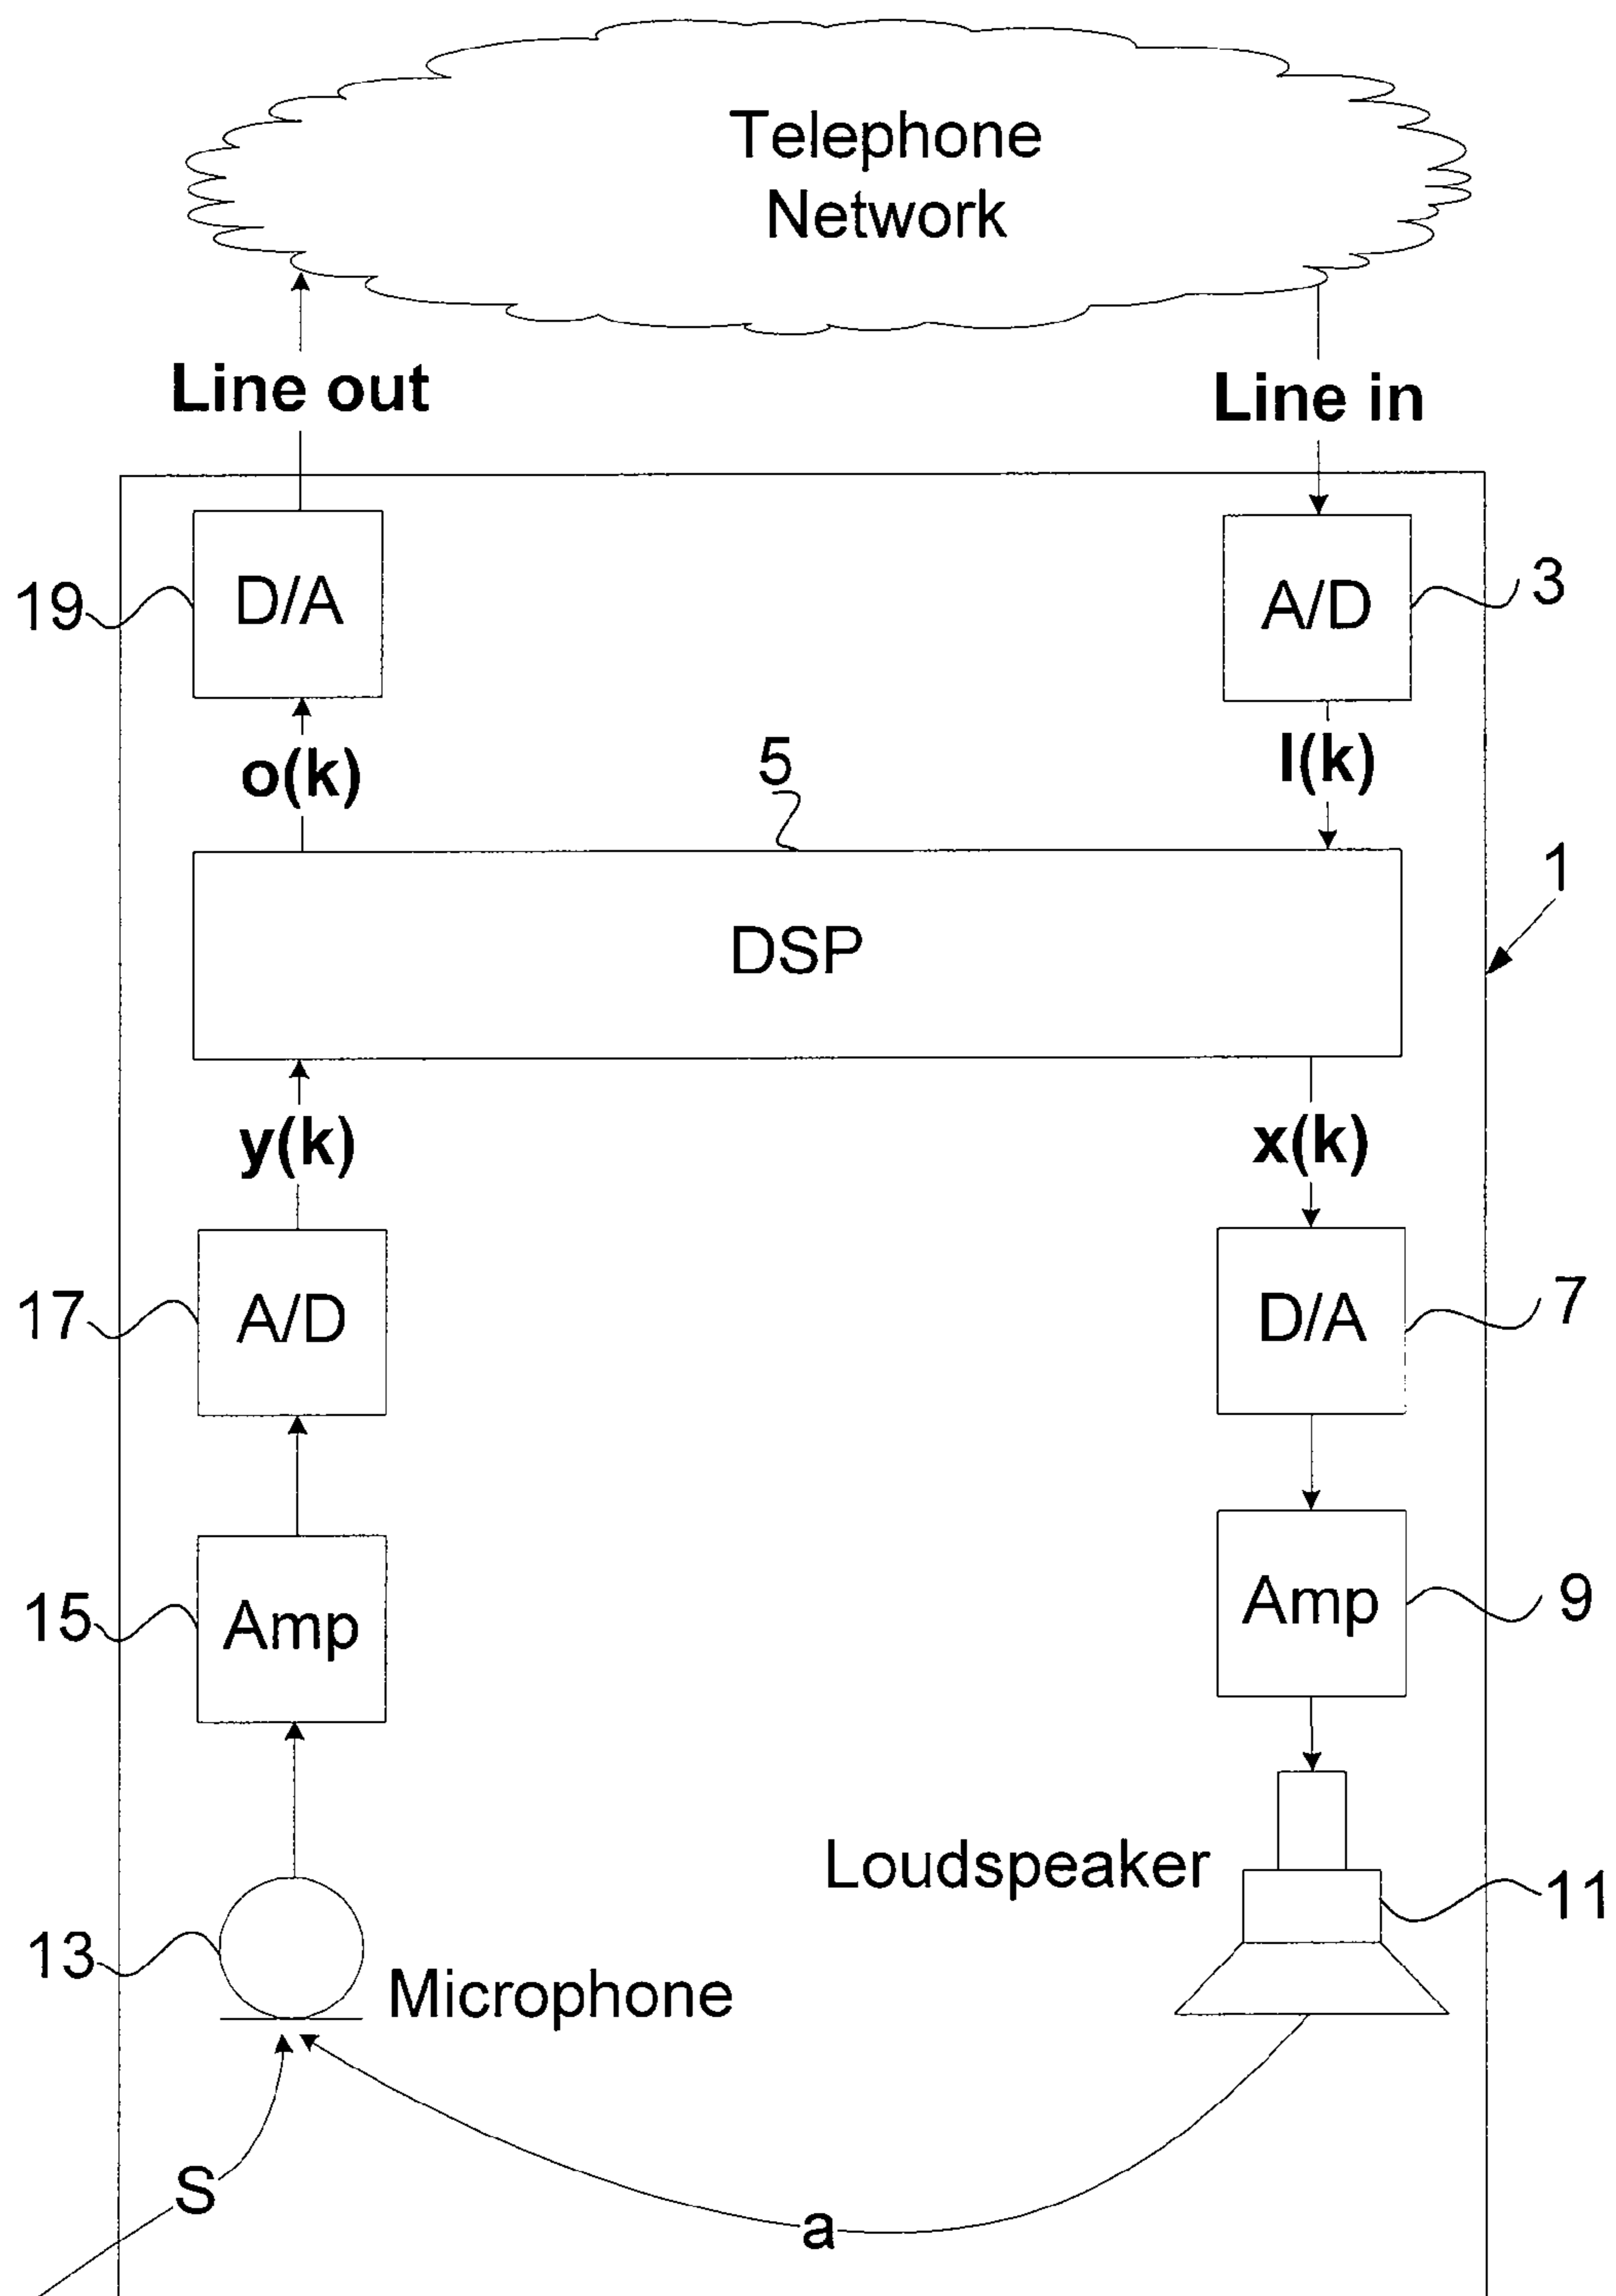 Telephone
Network
Line out
Line in
D/A
A/D
19
3
o(k)
l(k)
5
1
DSP
y(k)
x(k)
17
A/D
D/A
7
15
Amp
Amp
9
Loudspeaker
11
13
Microphone
S
a